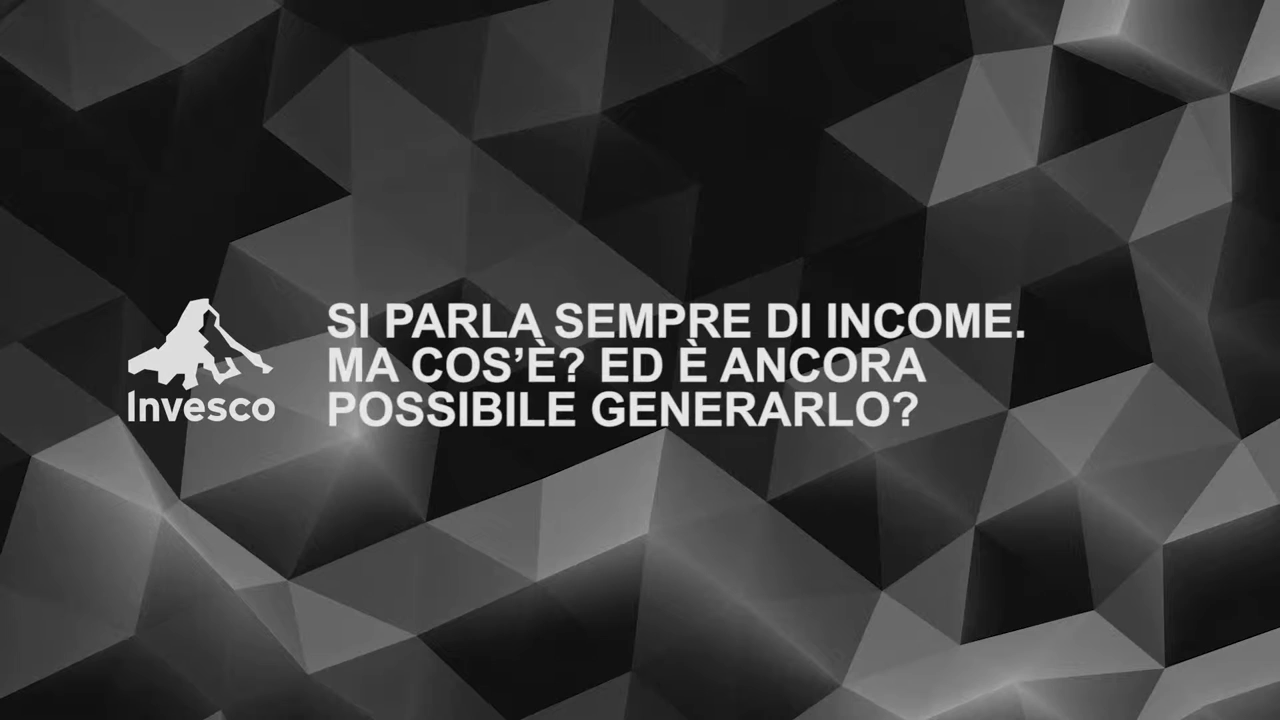 SI PARLA SEMPRE DI INCOME.
MA COS’È? ED È ANCORA
POSSIBILE GENERARLO?
Invesco